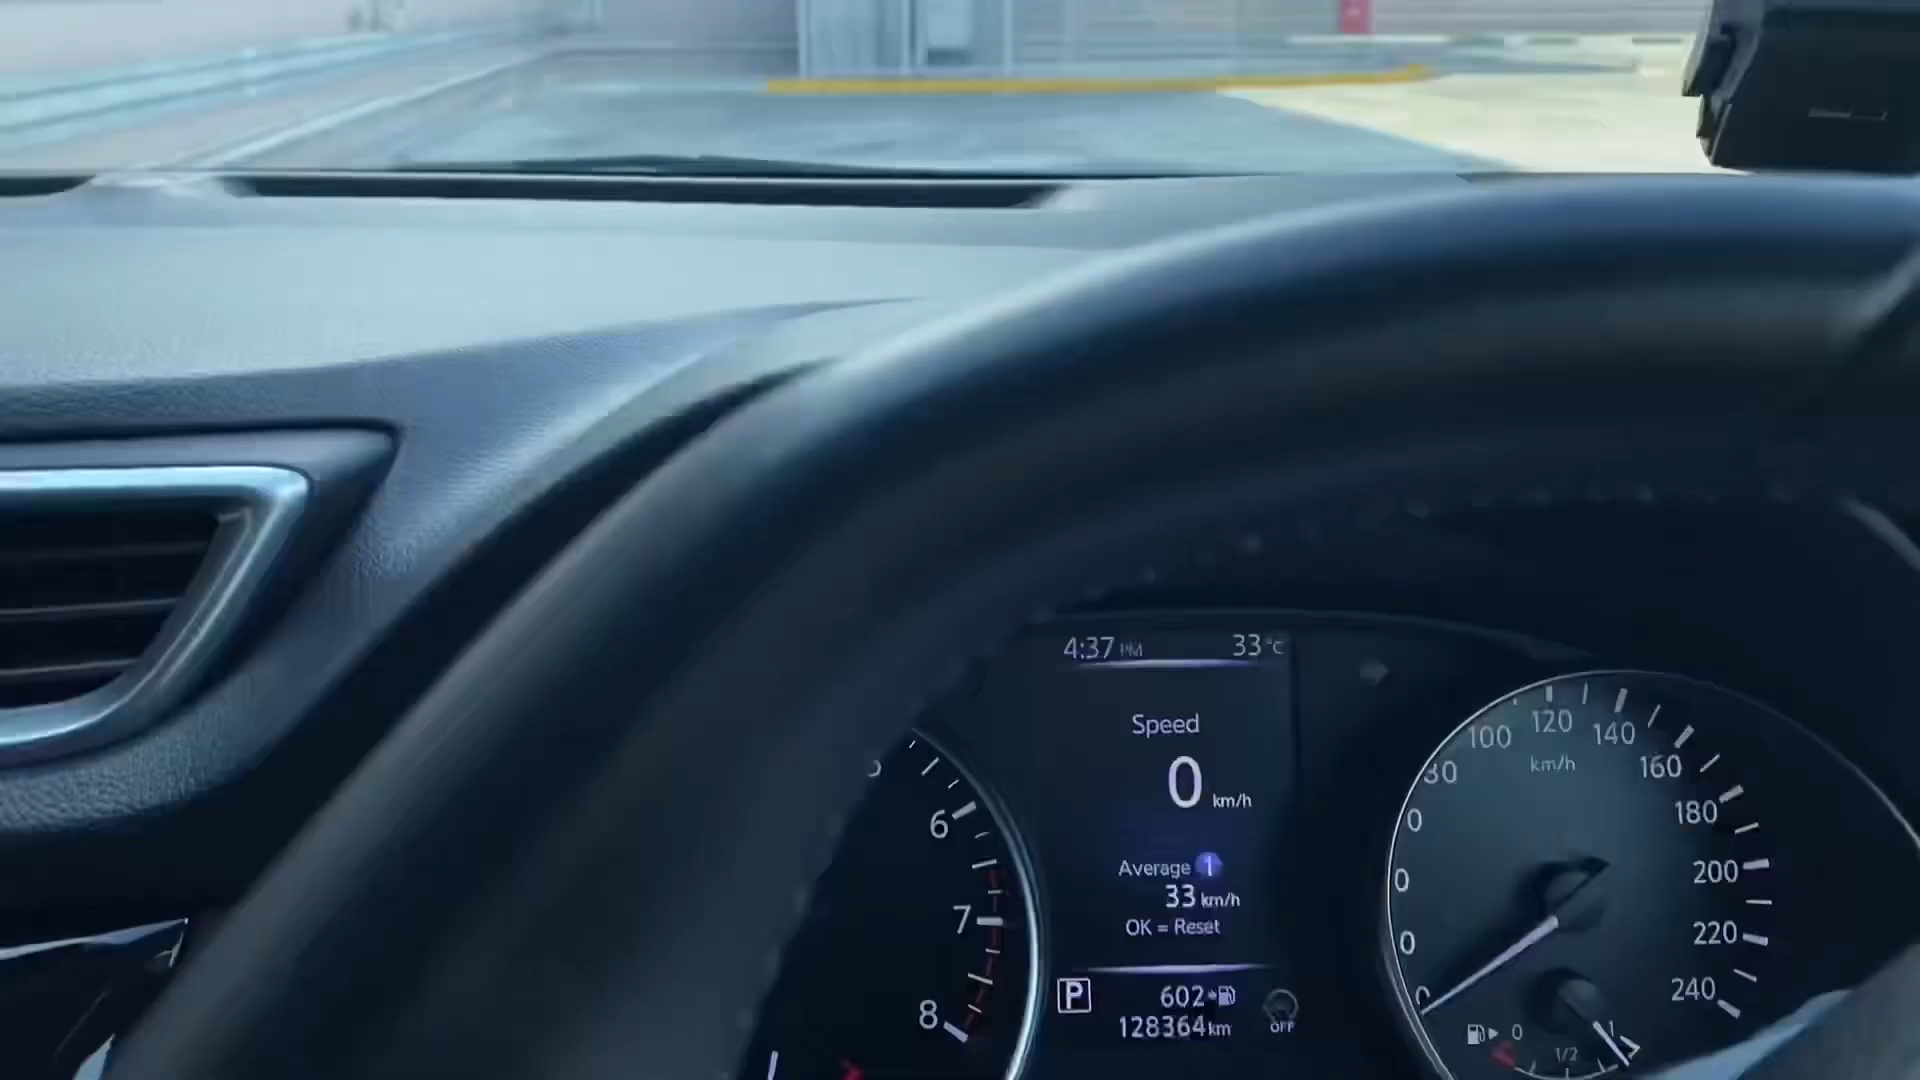 4:37 PM 33°C
Speed
0 km/h
Average 1
33 km/h
OK = Reset
P 602
128364 km
OFF
6
7
8
100
120
140
160
180
200
220
240
km/h
0
1/2
1